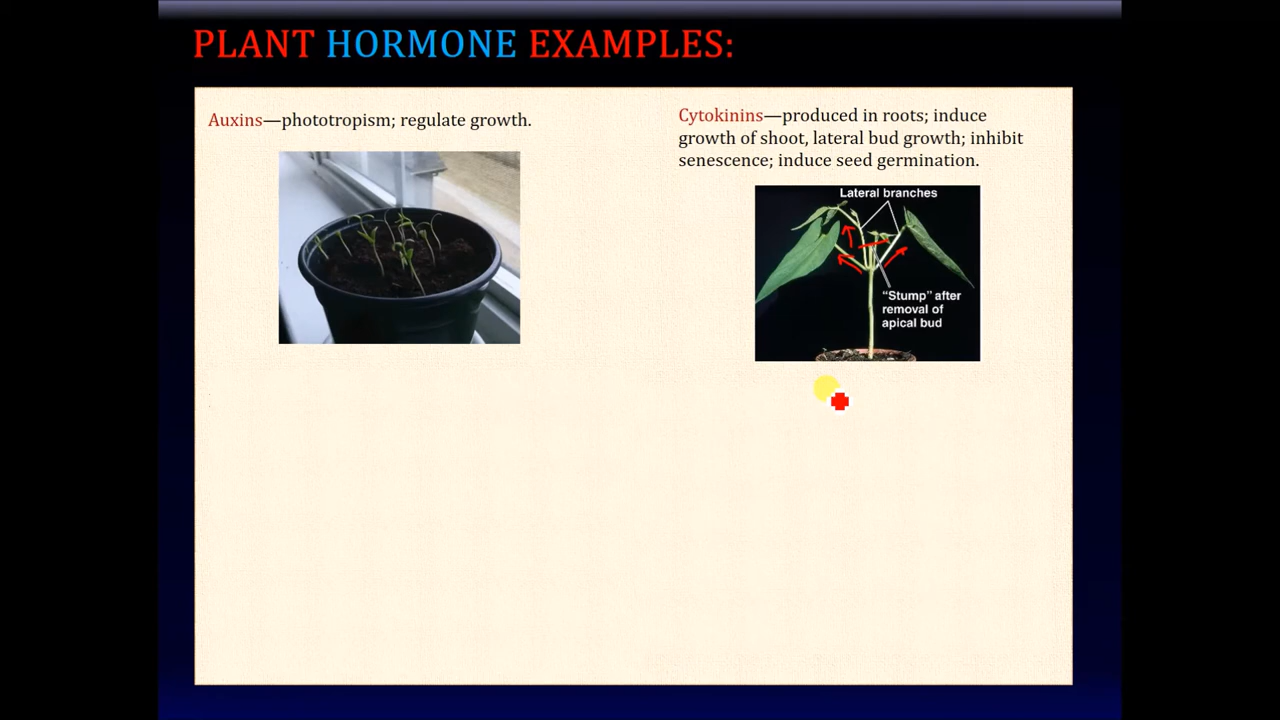 PLANT HORMONE EXAMPLES:
Auxins—phototropism; regulate growth.
Cytokinins—produced in roots; induce
growth of shoot, lateral bud growth; inhibit
senescence; induce seed germination.
Lateral branches
"Stump" after
removal of
apical bud